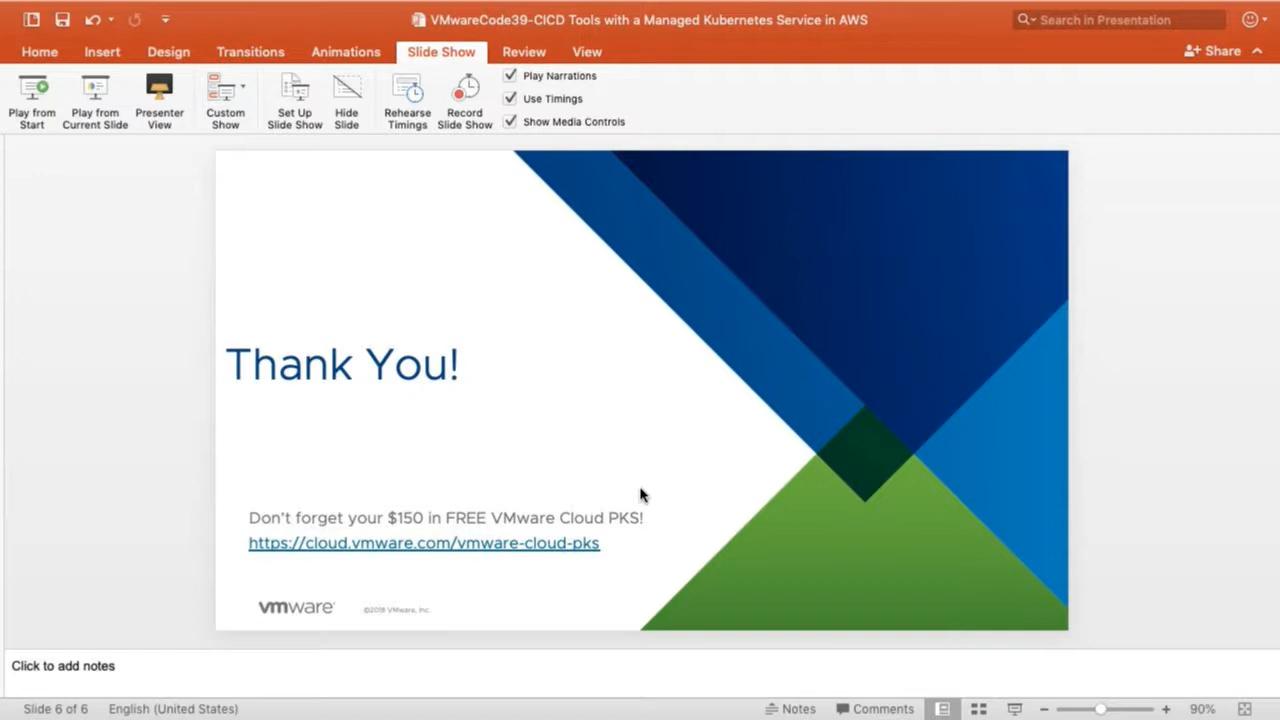 VMwareCode39-CICD Tools with a Managed Kubernetes Service in AWS
Search in Presentation
Home Insert Design Transitions Animations Slide Show Review View
Share
Play from Start
Play from Current Slide
Presenter View
Custom Show
Set Up Slide Show
Hide Slide
Rehearse Timings
Record Slide Show
Play Narrations
Use Timings
Show Media Controls
Thank You!
Don't forget your $150 in FREE VMware Cloud PKS!
https://cloud.vmware.com/vmware-cloud-pks
vmware
©2018 VMware, Inc.
Click to add notes
Slide 6 of 6 English (United States) Notes Comments 90%